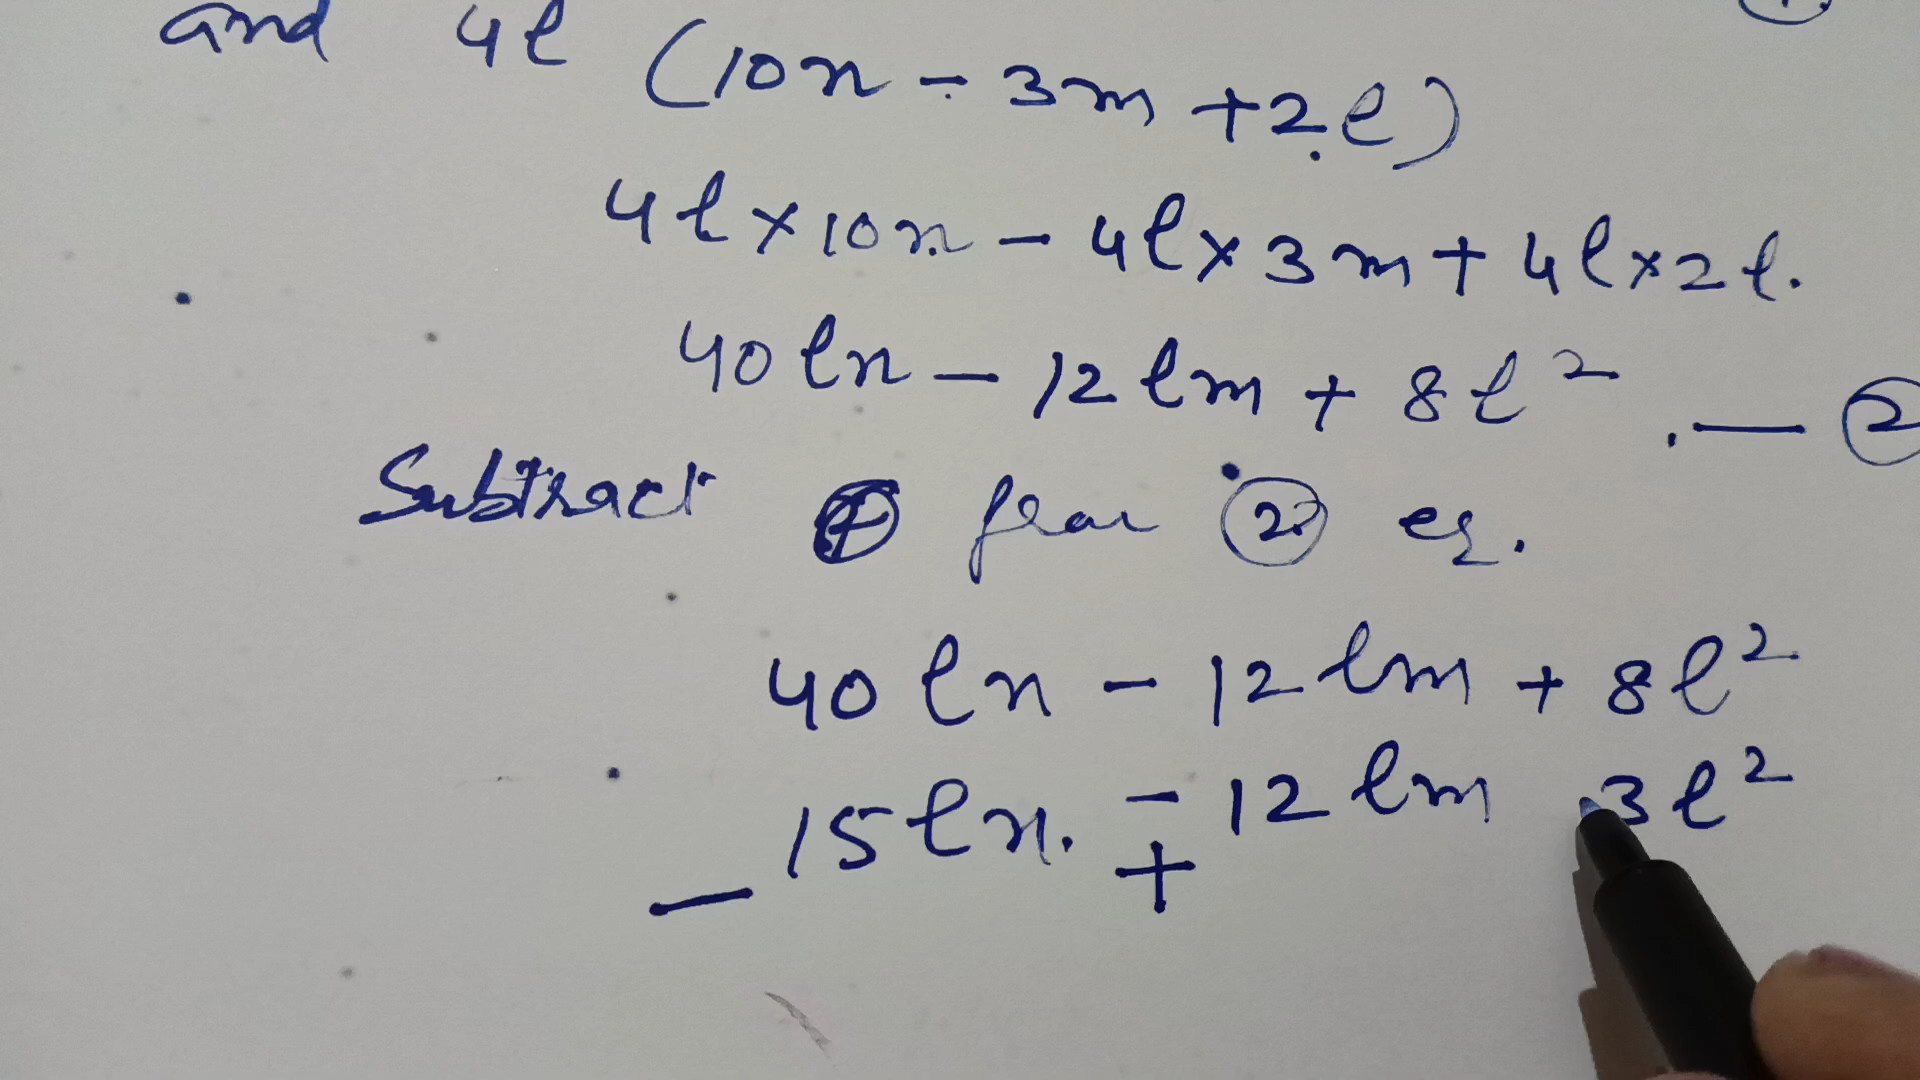 and 4l (10n - 3m + 2l)
4l × 10n - 4l × 3m + 4l × 2l.
40ln - 12lm + 8l² . — ②
Subtract ① from ② eq.
40ln - 12lm + 8l²
15ln. - 12lm 3l²
- +